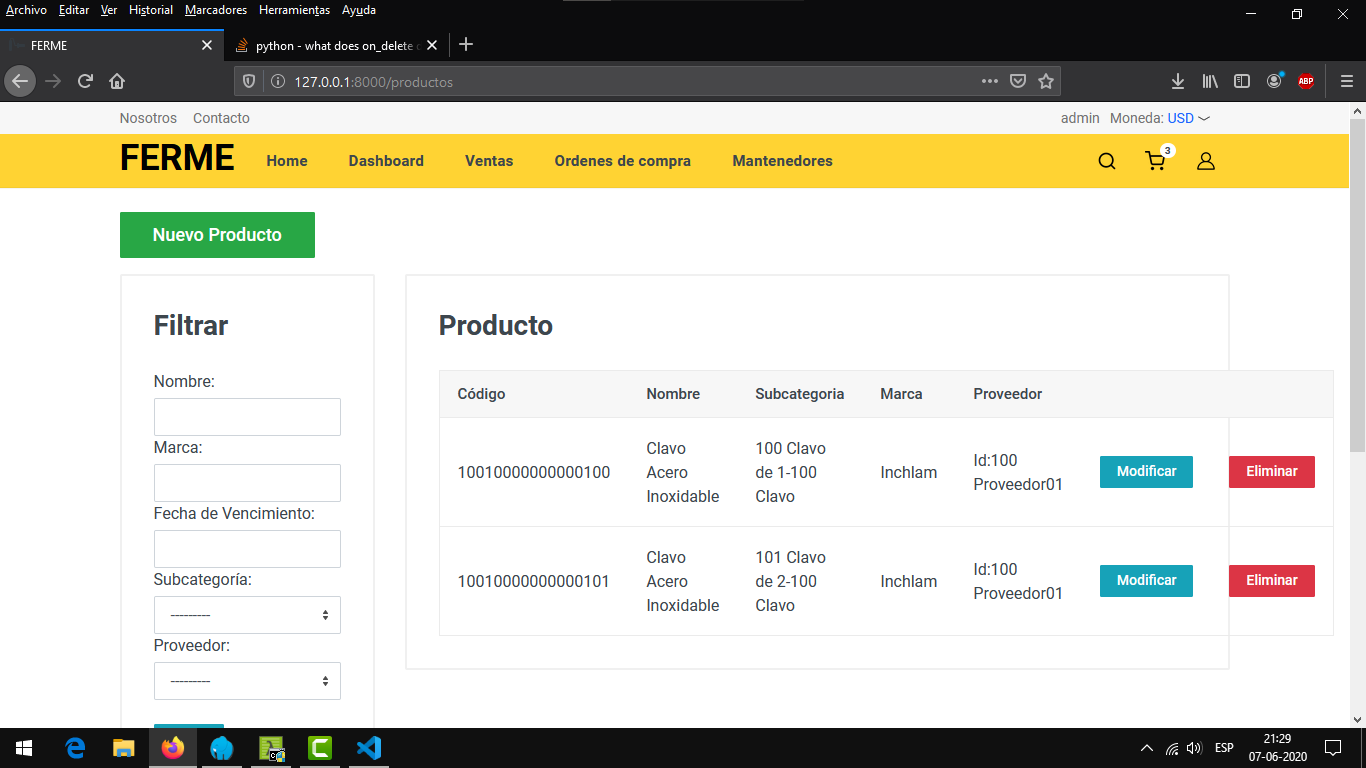 Archivo Editar Ver Historial Marcadores Herramientas Ayuda
FERME
python - what does on_delete
127.0.0.1:8000/productos
ABP
Nosotros Contacto
admin Moneda: USD
FERME Home Dashboard Ventas Ordenes de compra Mantenedores 3
Nuevo Producto
Filtrar
Nombre:
Marca:
Fecha de Vencimiento:
Subcategoría:
---------
Proveedor:
---------
Producto
Código Nombre Subcategoria Marca Proveedor
10010000000000100
Clavo
Acero
Inoxidable
100 Clavo
de 1-100
Clavo
Inchlam
Id:100
Proveedor01
Modificar
Eliminar
10010000000000101
Clavo
Acero
Inoxidable
101 Clavo
de 2-100
Clavo
Inchlam
Id:100
Proveedor01
Modificar
Eliminar
ESP
21:29
07-06-2020